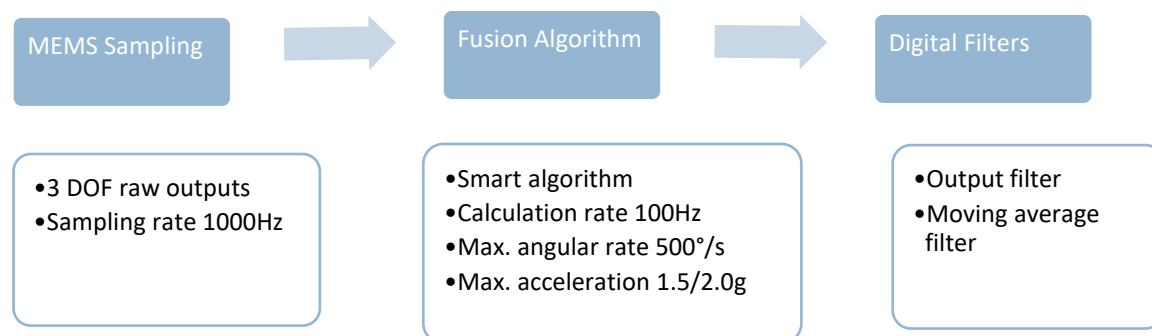 MEMS Sampling
Fusion Algorithm
Digital Filters
•3 DOF raw outputs
•Sampling rate 1000Hz
•Smart algorithm
•Calculation rate 100Hz
•Max. angular rate 500°/s
•Max. acceleration 1.5/2.0g
•Output filter
•Moving average
filter